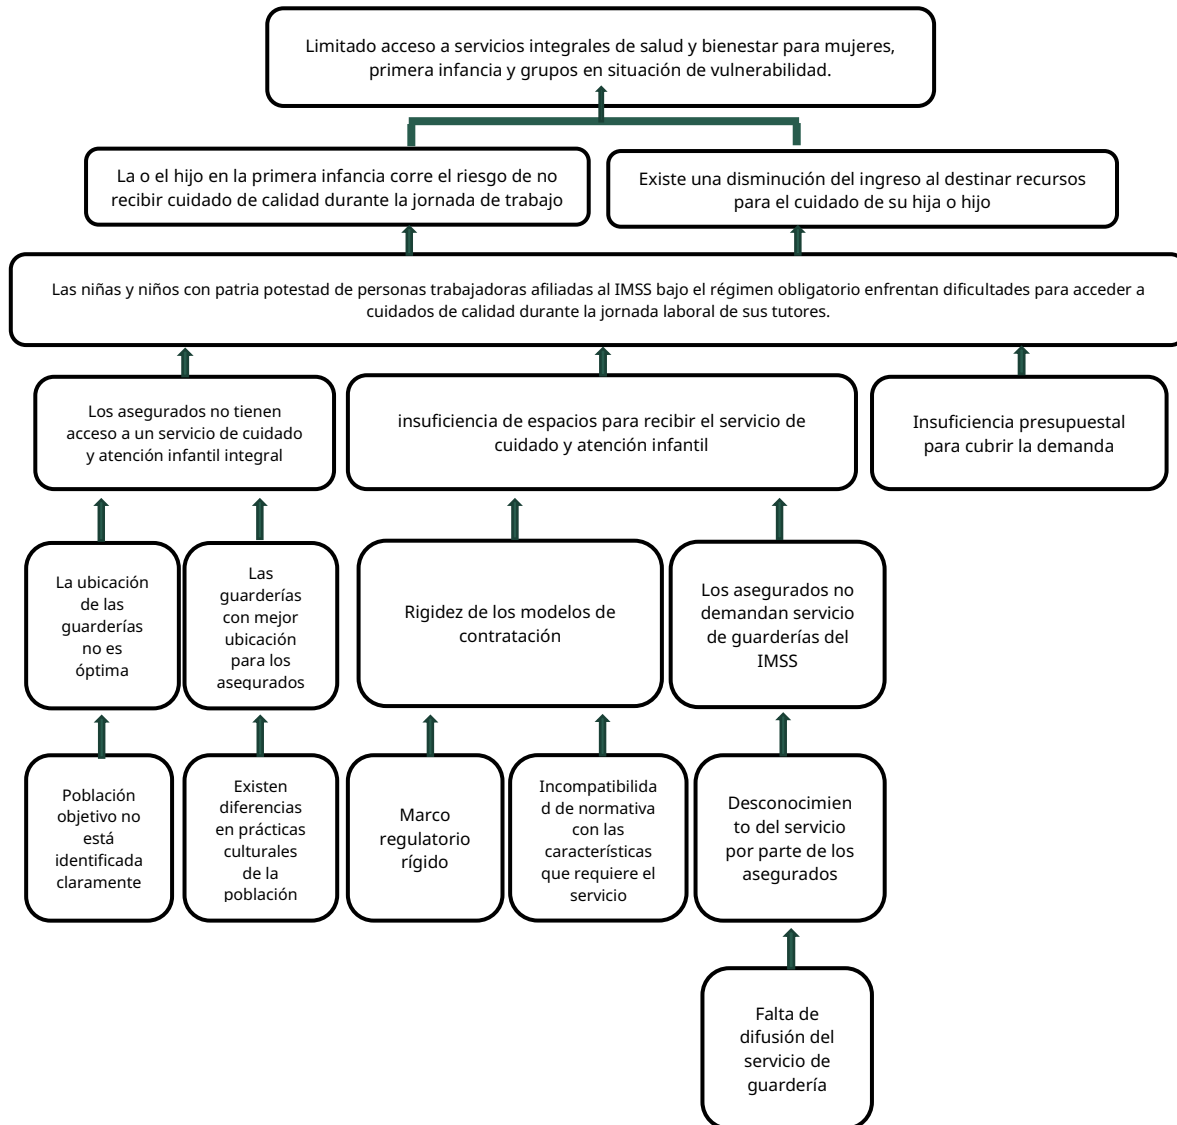 Limitado acceso a servicios integrales de salud y bienestar para mujeres,
primera infancia y grupos en situación de vulnerabilidad.
La o el hijo en la primera infancia corre el riesgo de no
recibir cuidado de calidad durante la jornada de trabajo
Existe una disminución del ingreso al destinar recursos
para el cuidado de su hija o hijo
Las niñas y niños con patria potestad de personas trabajadoras afiliadas al IMSS bajo el régimen obligatorio enfrentan dificultades para acceder a
cuidados de calidad durante la jornada laboral de sus tutores.
Los asegurados no tienen
acceso a un servicio de cuidado
y atención infantil integral
insuficiencia de espacios para recibir el servicio de
cuidado y atención infantil
Insuficiencia presupuestal
para cubrir la demanda
La ubicación
de las
guarderías
no es
óptima
Las
guarderías
con mejor
ubicación
para los
asegurados
Rigidez de los modelos de
contratación
Los asegurados no
demandan servicio
de guarderías del
IMSS
Población
objetivo no
está
identificada
claramente
Existen
diferencias
en prácticas
culturales
de la
población
Marco
regulatorio
rígido
Incompatibilida
d de normativa
con las
características
que requiere el
servicio
Desconocimien
to del servicio
por parte de los
asegurados
Falta de
difusión del
servicio de
guardería